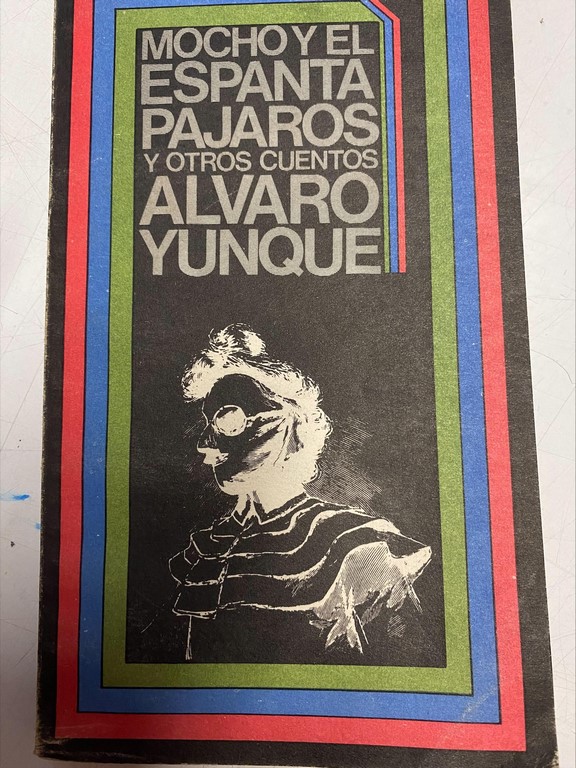 MOCHO Y EL
ESPANTA
PAJAROS
Y OTROS CUENTOS
ALVARO
YUNQUE